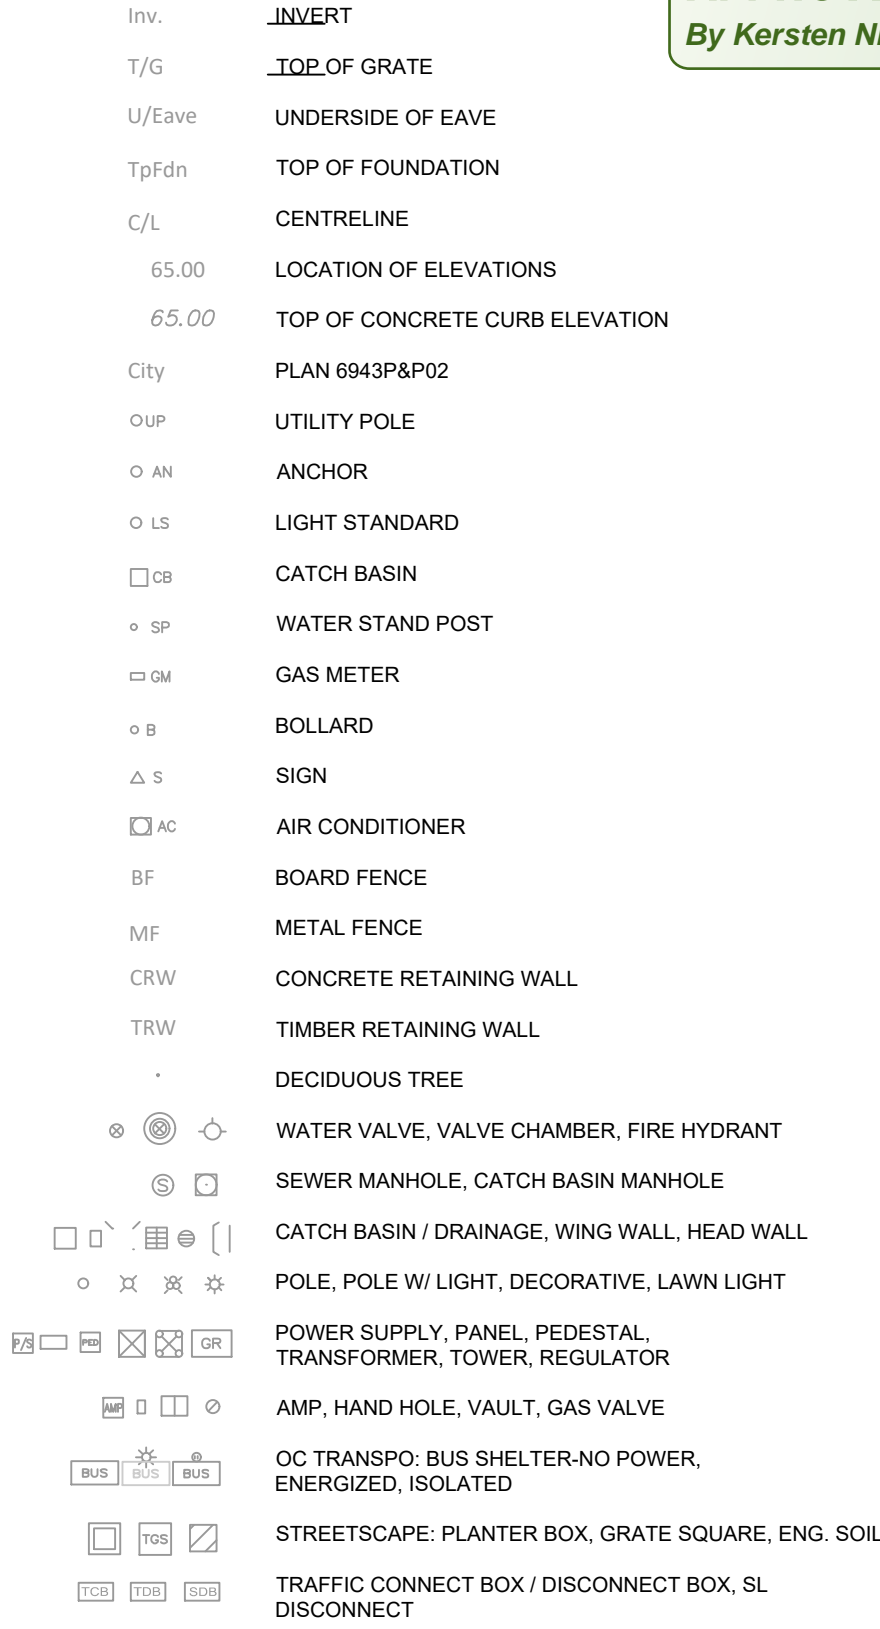 By Kersten
Inv. INVERT
T/G TOP OF GRATE
U/Eave UNDERSIDE OF EAVE
TpFdn TOP OF FOUNDATION
C/L CENTRELINE
65.00 LOCATION OF ELEVATIONS
65.00 TOP OF CONCRETE CURB ELEVATION
City PLAN 6943P&P02
UP UTILITY POLE
AN ANCHOR
LS LIGHT STANDARD
CB CATCH BASIN
SP WATER STAND POST
GM GAS METER
B BOLLARD
S SIGN
AC AIR CONDITIONER
BF BOARD FENCE
MF METAL FENCE
CRW CONCRETE RETAINING WALL
TRW TIMBER RETAINING WALL
DECIDUOUS TREE
WATER VALVE, VALVE CHAMBER, FIRE HYDRANT
S SEWER MANHOLE, CATCH BASIN MANHOLE
CATCH BASIN / DRAINAGE, WING WALL, HEAD WALL
POLE, POLE W/ LIGHT, DECORATIVE, LAWN LIGHT
P/S PED GR POWER SUPPLY, PANEL, PEDESTAL,
TRANSFORMER, TOWER, REGULATOR
AMP AMP, HAND HOLE, VAULT, GAS VALVE
BUS BUS BUS OC TRANSPO: BUS SHELTER-NO POWER,
ENERGIZED, ISOLATED
TGS STREETSCAPE: PLANTER BOX, GRATE SQUARE, ENG. SOIL
TCB TDB SDB TRAFFIC CONNECT BOX / DISCONNECT BOX, SL
DISCONNECT